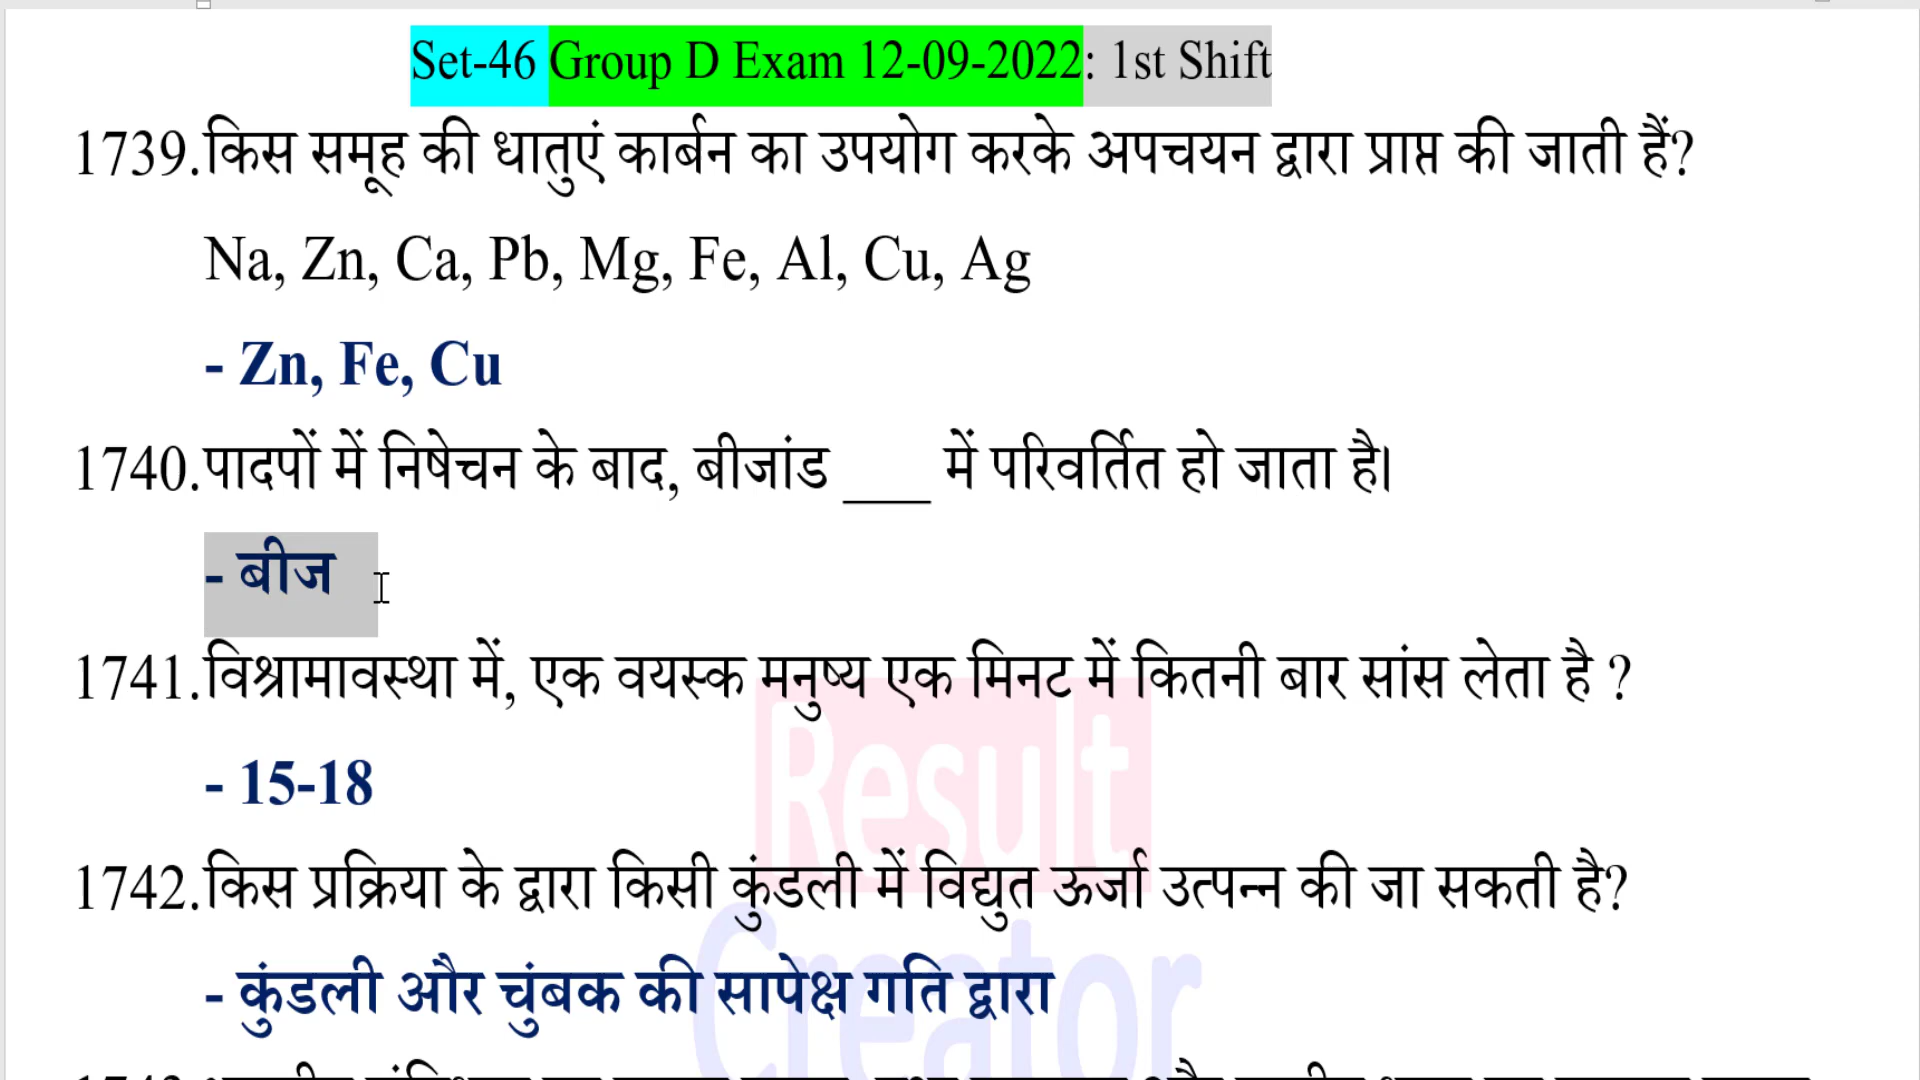 Set-46 Group D Exam 12-09-2022: 1st Shift
1739.किस समूह की धातुएं कार्बन का उपयोग करके अपचयन द्वारा प्राप्त की जाती हैं?
Na, Zn, Ca, Pb, Mg, Fe, Al, Cu, Ag
- Zn, Fe, Cu
1740.पादपों में निषेचन के बाद, बीजांड ___ में परिवर्तित हो जाता है।
- बीज
1741.विश्रामावस्था में, एक वयस्क मनुष्य एक मिनट में कितनी बार सांस लेता है ?
- 15-18
1742.किस प्रक्रिया के द्वारा किसी कुंडली में विद्युत ऊर्जा उत्पन्न की जा सकती है?
- कुंडली और चुंबक की सापेक्ष गति द्वारा
Result
Creator